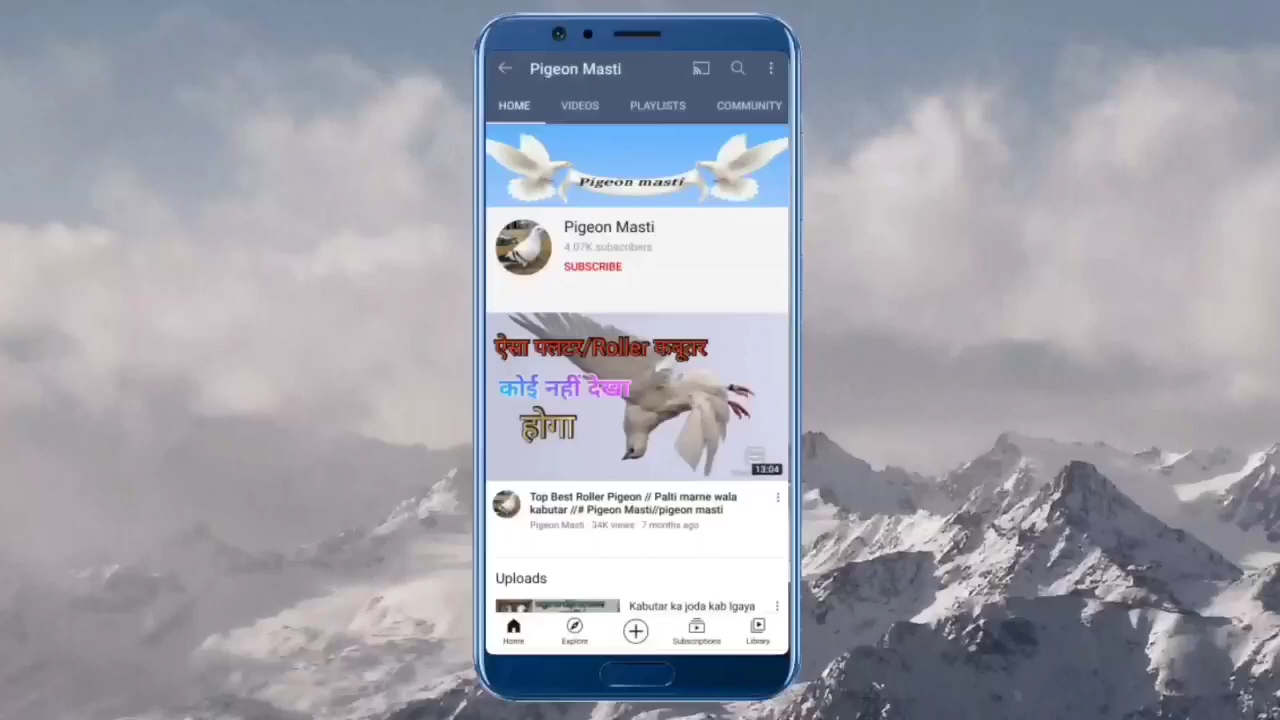 Pigeon Masti
HOME VIDEOS PLAYLISTS COMMUNITY
Pigeon masti
Pigeon Masti
4.07K subscribers
SUBSCRIBE
ऐसा पलटर/Roller कबूतर
कोई नहीं देखा
होगा
13:04
Top Best Roller Pigeon // Palti marne wala
kabutar //# Pigeon Masti//pigeon masti
Pigeon Masti · 34K views · 7 months ago
Uploads
Kabutar ka joda kab lgaya
Home Explore Subscriptions Library